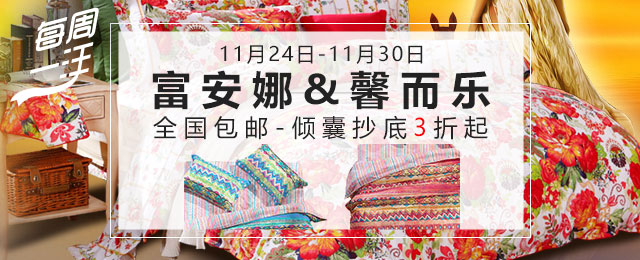 每周
一王
11月24日-11月30日
富安娜&馨而乐
全国包邮-倾囊抄底3折起